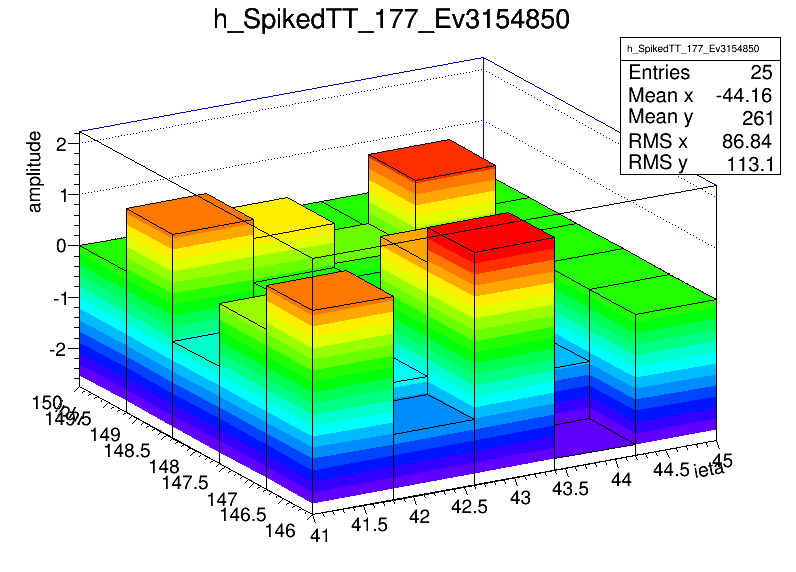 h_SpikedTT_177_Ev3154850
h_SpikedTT_177_Ev3154850
Entries 25
Mean x -44.16
Mean y 261
RMS x 86.84
RMS y 113.1
amplitude
2
1
0
-1
-2
150
149.5
149
148.5
148
147.5
147
146.5
146
41
41.5
42
42.5
43
43.5
44
44.5
45
ieta